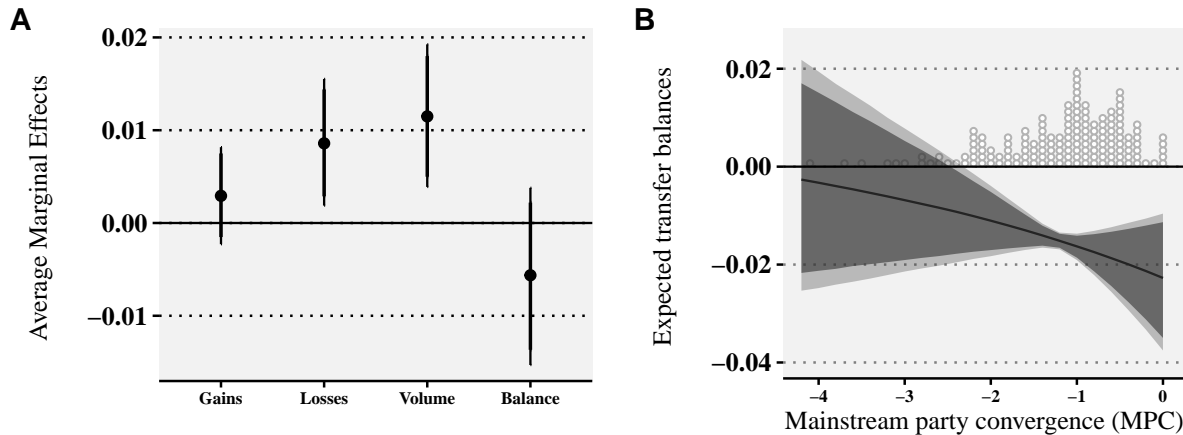 A
Average Marginal Effects
0.02
0.01
0.00
−0.01
Gains
Losses
Volume
Balance
B
Expected transfer balances
0.02
0.00
−0.02
−0.04
−4
−3
−2
−1
0
Mainstream party convergence (MPC)